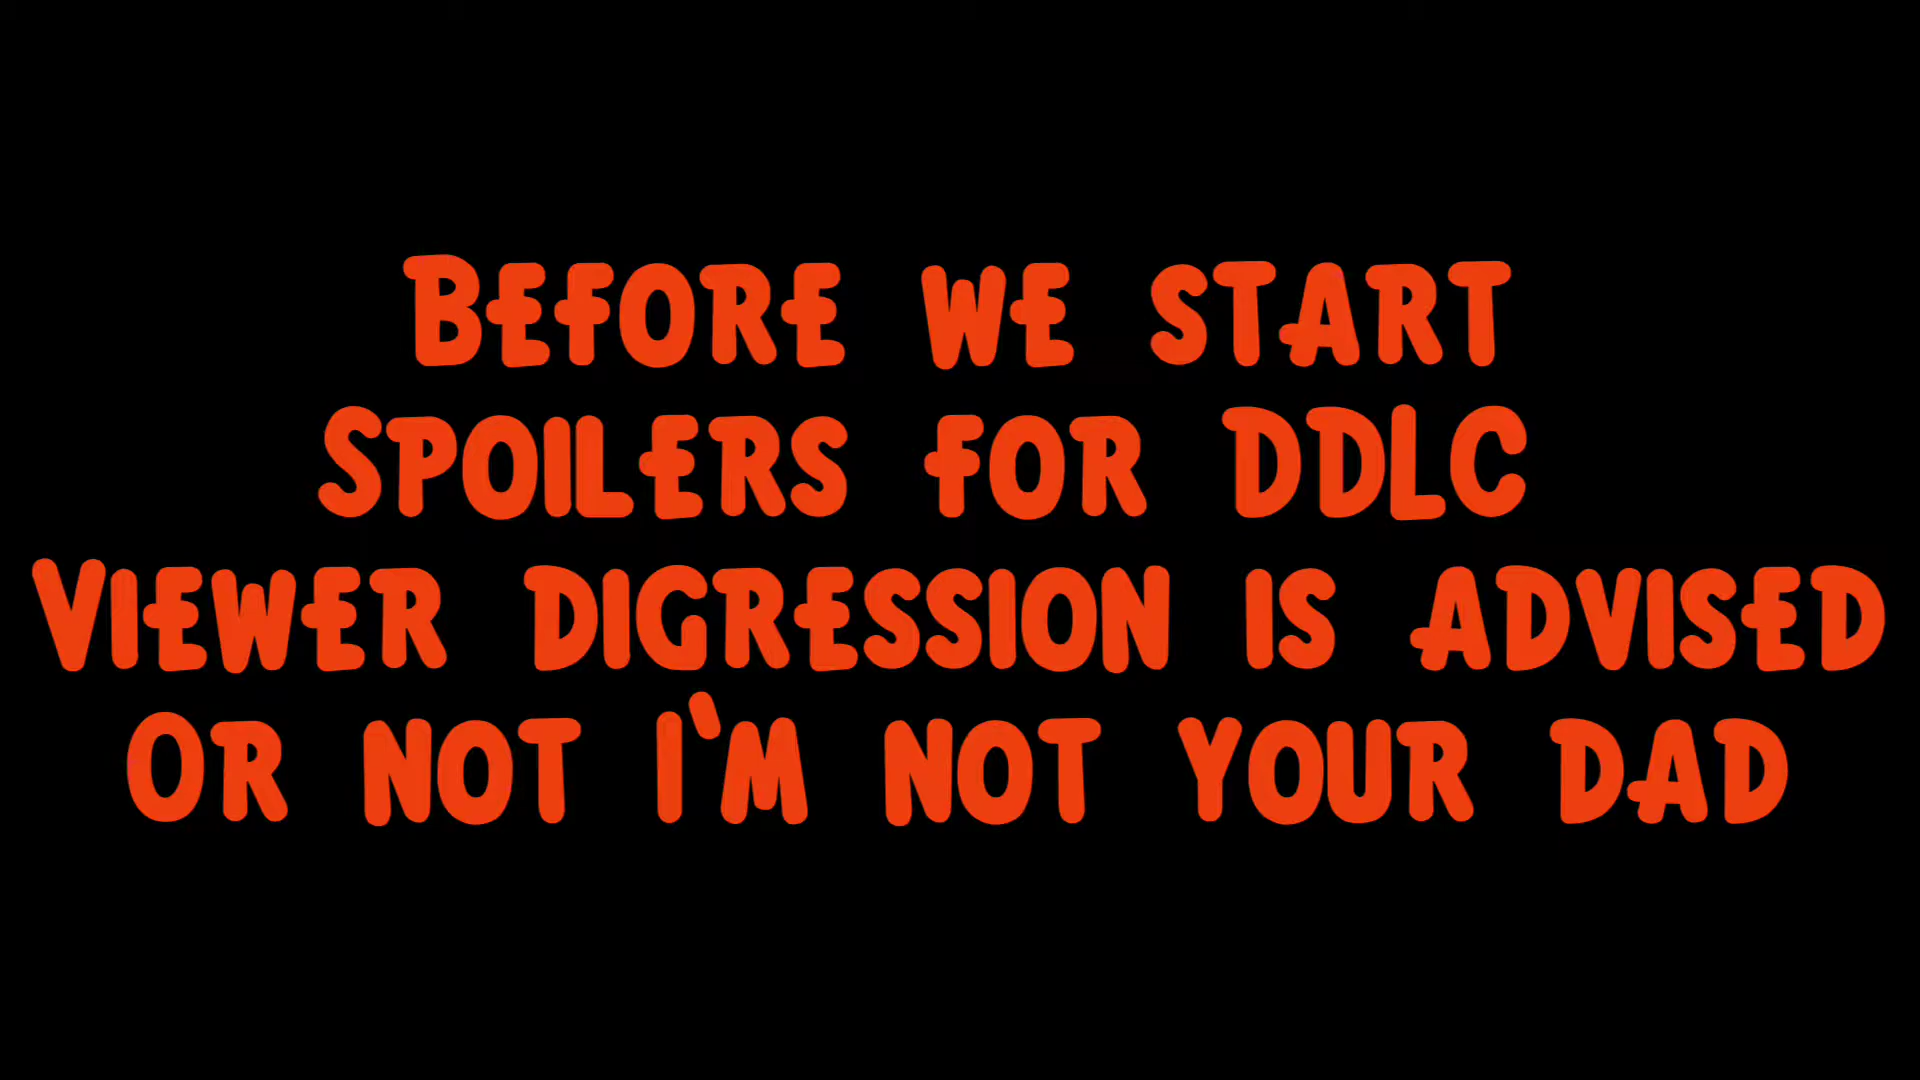 Before we start
Spoilers for DDLC
Viewer digression is advised
Or not I'm not your dad